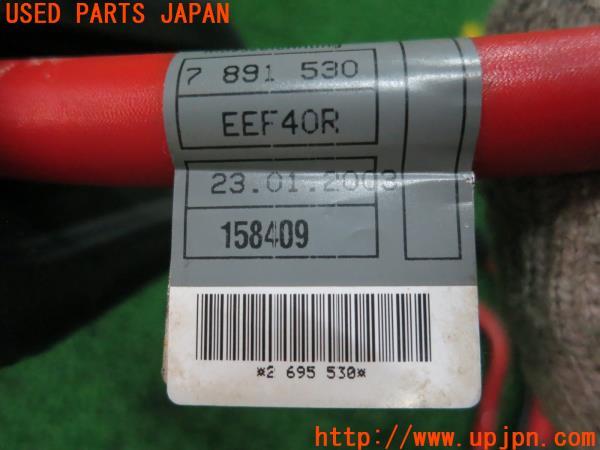 USED PARTS JAPAN
7 891 530
EEF40R
23.01.2003
158409
*2 695 530*
http://www.upjpn.com